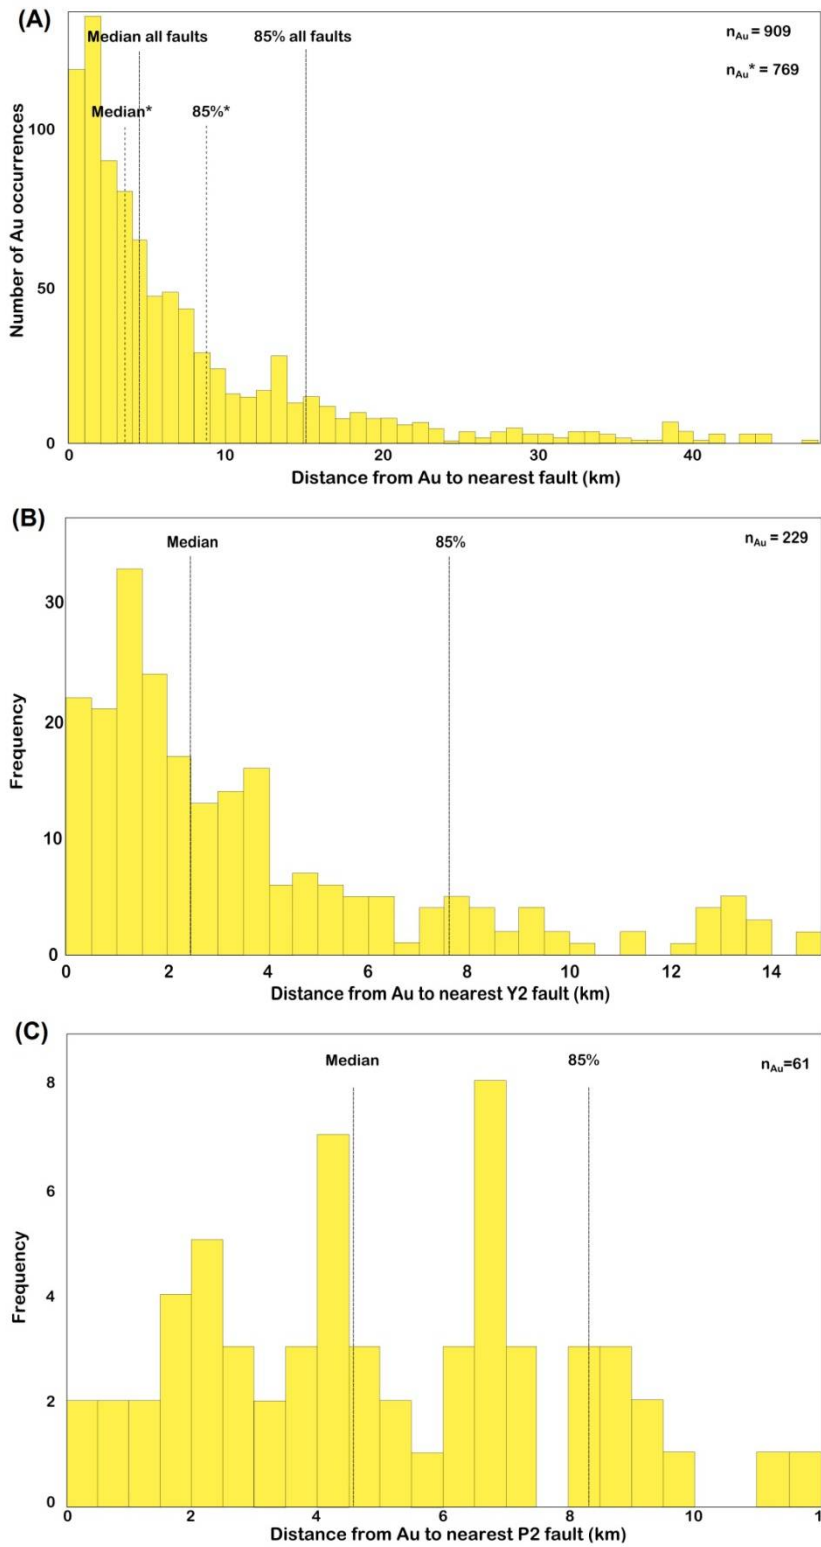 (A)
Median all faults
85% all faults
n_Au = 909
n_Au* = 769
Median*
85%*
Number of Au occurrences
100
50
0
0 10 20 30 40
Distance from Au to nearest fault (km)
(B)
Median
85%
n_Au = 229
Frequency
30
20
10
0
0 2 4 6 8 10 12 14
Distance from Au to nearest Y2 fault (km)
(C)
Median
85%
n_Au=61
Frequency
8
6
4
2
0
0 2 4 6 8 10
Distance from Au to nearest P2 fault (km)